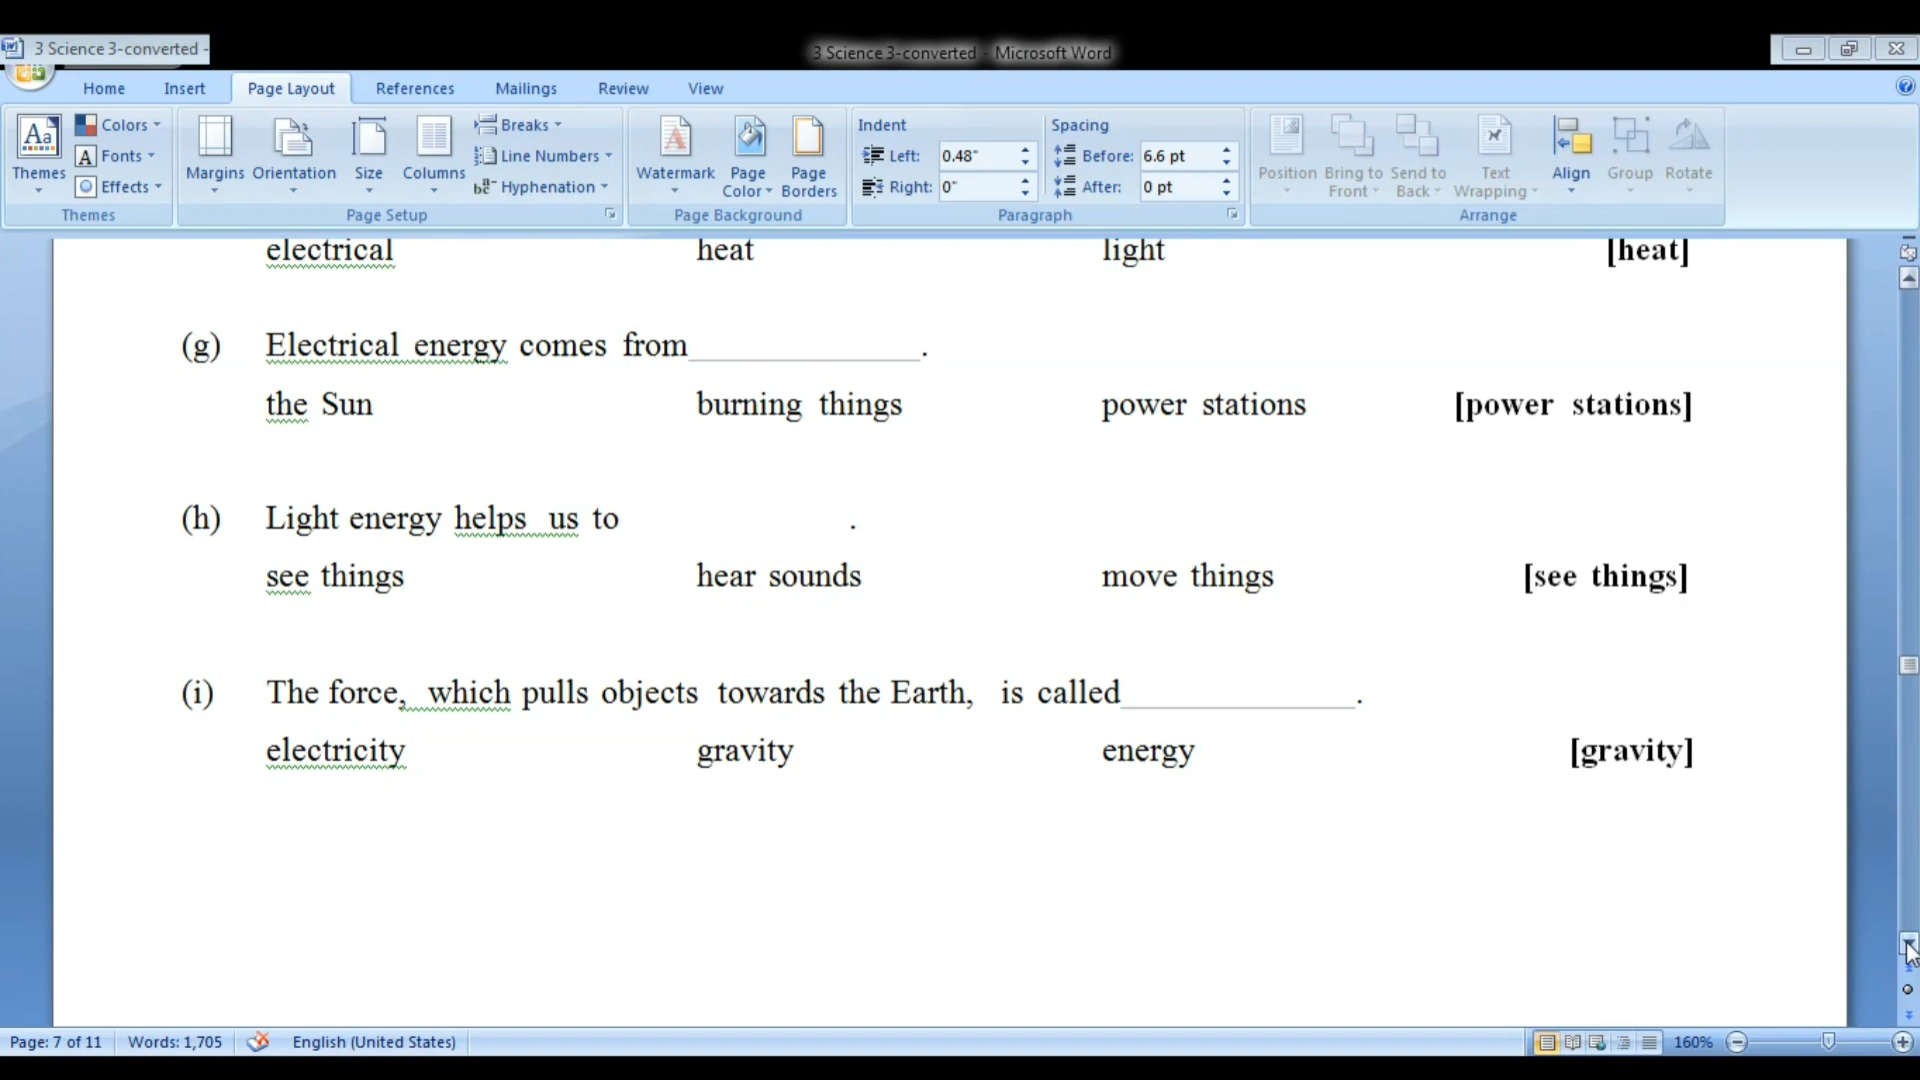 3 Science 3-converted -
3 Science 3-converted - Microsoft Word
Home Insert Page Layout References Mailings Review View
Themes Colors Fonts Effects
Margins Orientation Size Columns Breaks Line Numbers Hyphenation
Watermark Page Color Page Borders
Indent Left: 0.48" Right: 0"
Spacing Before: 6.6 pt After: 0 pt
Position Bring to Front Send to Back Text Wrapping Align Group Rotate
Themes Page Setup Page Background Paragraph Arrange
electrical heat light [heat]
(g) Electrical energy comes from______________.
the Sun burning things power stations [power stations]
(h) Light energy helps us to .
see things hear sounds move things [see things]
(i) The force, which pulls objects towards the Earth, is called______________.
electricity gravity energy [gravity]
Page: 7 of 11 Words: 1,705 English (United States) 160%